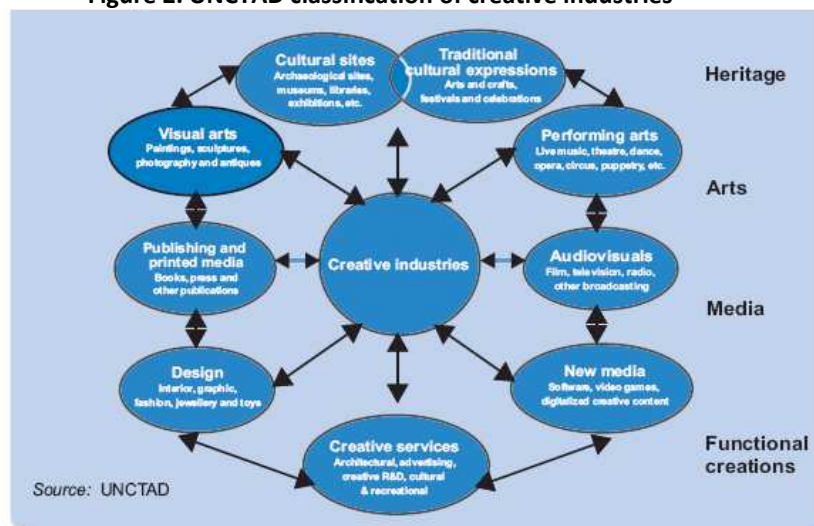 Figure 2. UNCTAD classification of creative industries
Cultural sites
Archaeological sites,
museums, libraries,
exhibitions, etc.
Traditional
cultural expressions
Arts and crafts,
festivals and celebrations
Heritage
Visual arts
Paintings, sculptures,
photography and antiques
Performing arts
Live music, theatre, dance,
opera, circus, puppetry, etc.
Arts
Publishing and
printed media
Books, press and
other publications
Creative industries
Audiovisuals
Film, television, radio,
other broadcasting
Media
Design
Interior, graphic,
fashion, jewellery and toys
New media
Software, video games,
digitalized creative content
Creative services
Architectural, advertising,
creative R&D, cultural
& recreational
Functional
creations
Source: UNCTAD